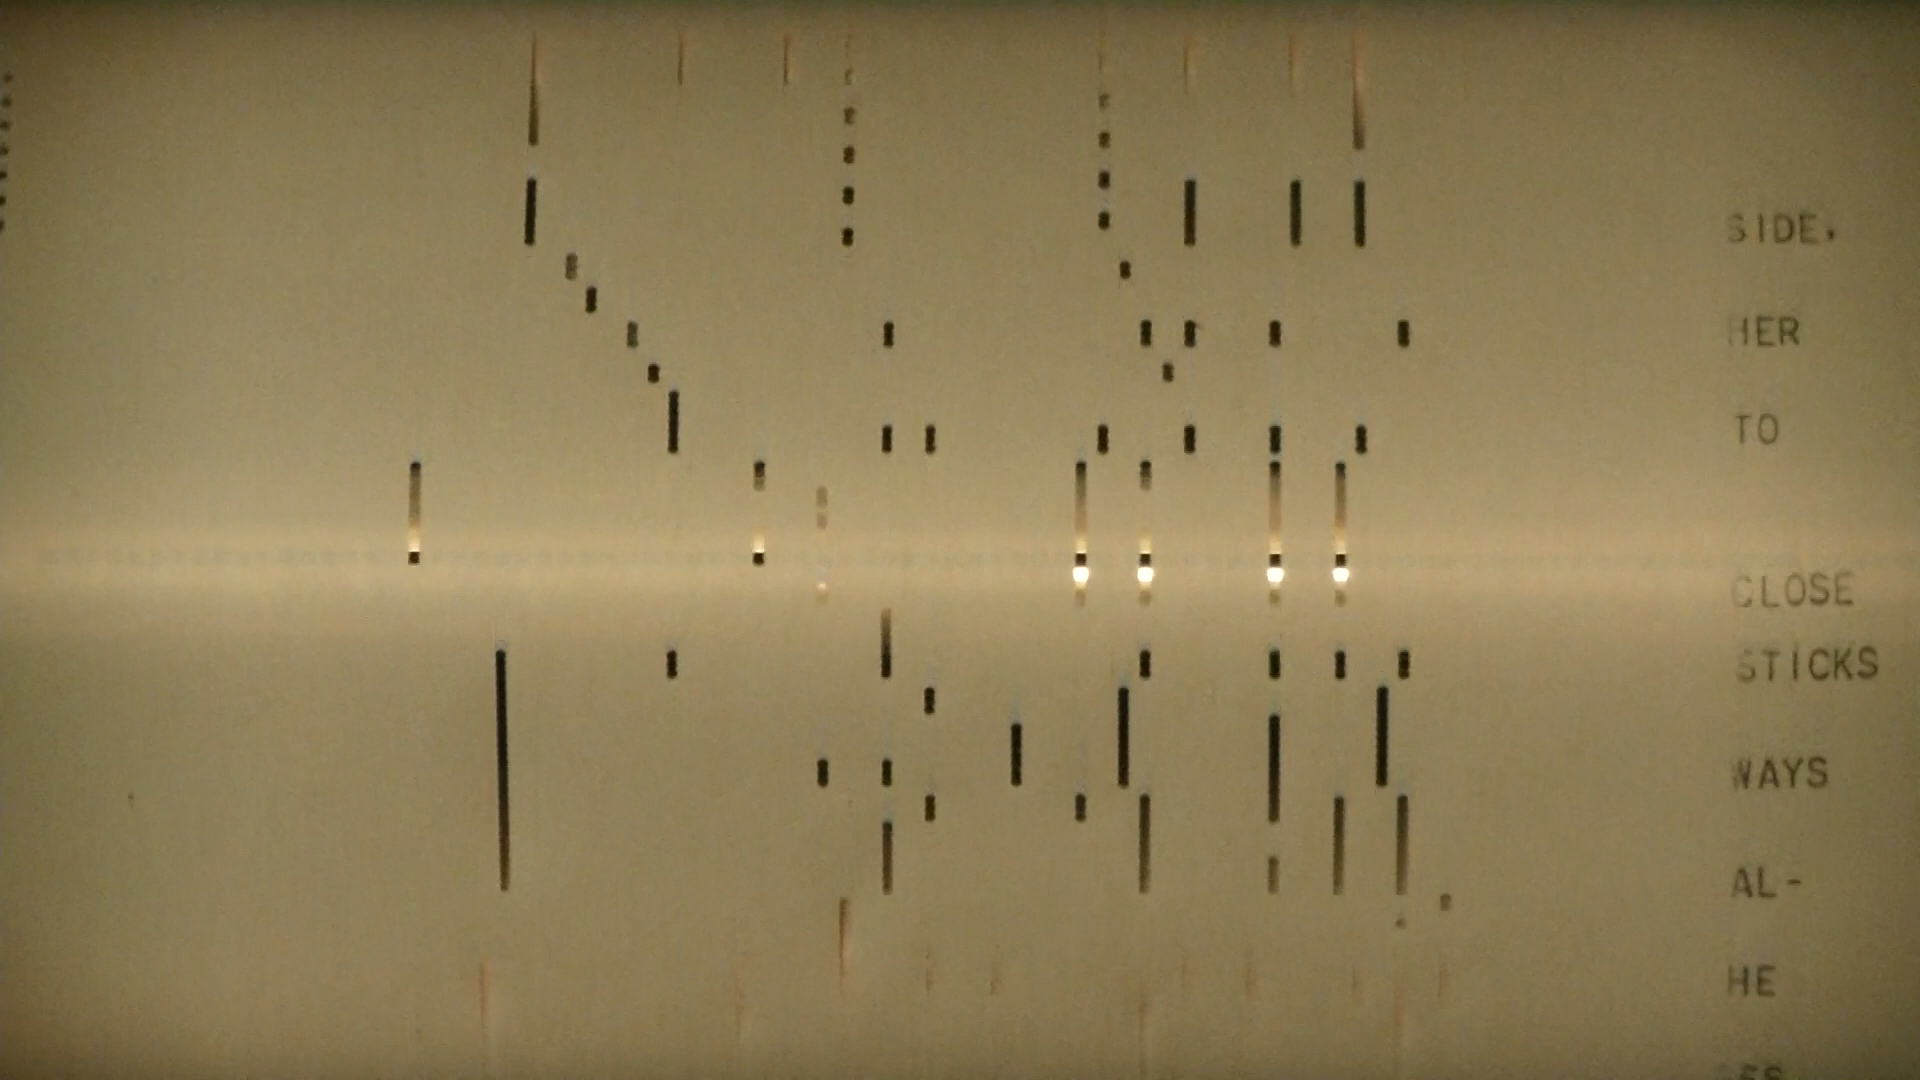 SIDE,
HER
TO
CLOSE
STICKS
WAYS
AL-
HE